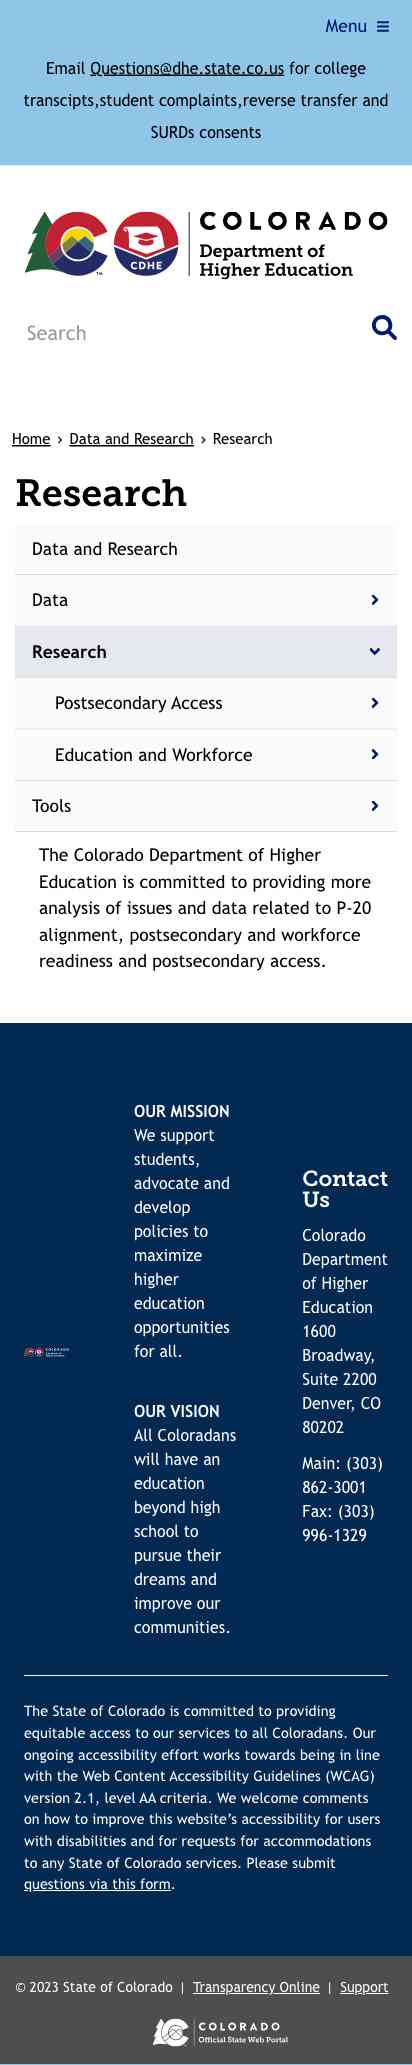 Menu
Email Questions@dhe.state.co.us for college
transcipts,student complaints,reverse transfer and
SURDs consents
COLORADO
Department of
Higher Education
CDHE
TM
Search
Home › Data and Research › Research
Research
Data and Research
Data
Research
Postsecondary Access
Education and Workforce
Tools
The Colorado Department of Higher
Education is committed to providing more
analysis of issues and data related to P-20
alignment, postsecondary and workforce
readiness and postsecondary access.
OUR MISSION
We support
students,
advocate and
develop
policies to
maximize
higher
education
opportunities
for all.
OUR VISION
All Coloradans
will have an
education
beyond high
school to
pursue their
dreams and
improve our
communities.
Contact
Us
Colorado
Department
of Higher
Education
1600
Broadway,
Suite 2200
Denver, CO
80202
Main: (303)
862-3001
Fax: (303)
996-1329
The State of Colorado is committed to providing
equitable access to our services to all Coloradans. Our
ongoing accessibility effort works towards being in line
with the Web Content Accessibility Guidelines (WCAG)
version 2.1, level AA criteria. We welcome comments
on how to improve this website’s accessibility for users
with disabilities and for requests for accommodations
to any State of Colorado services. Please submit
questions via this form.
© 2023 State of Colorado | Transparency Online | Support
COLORADO
Official State Web Portal